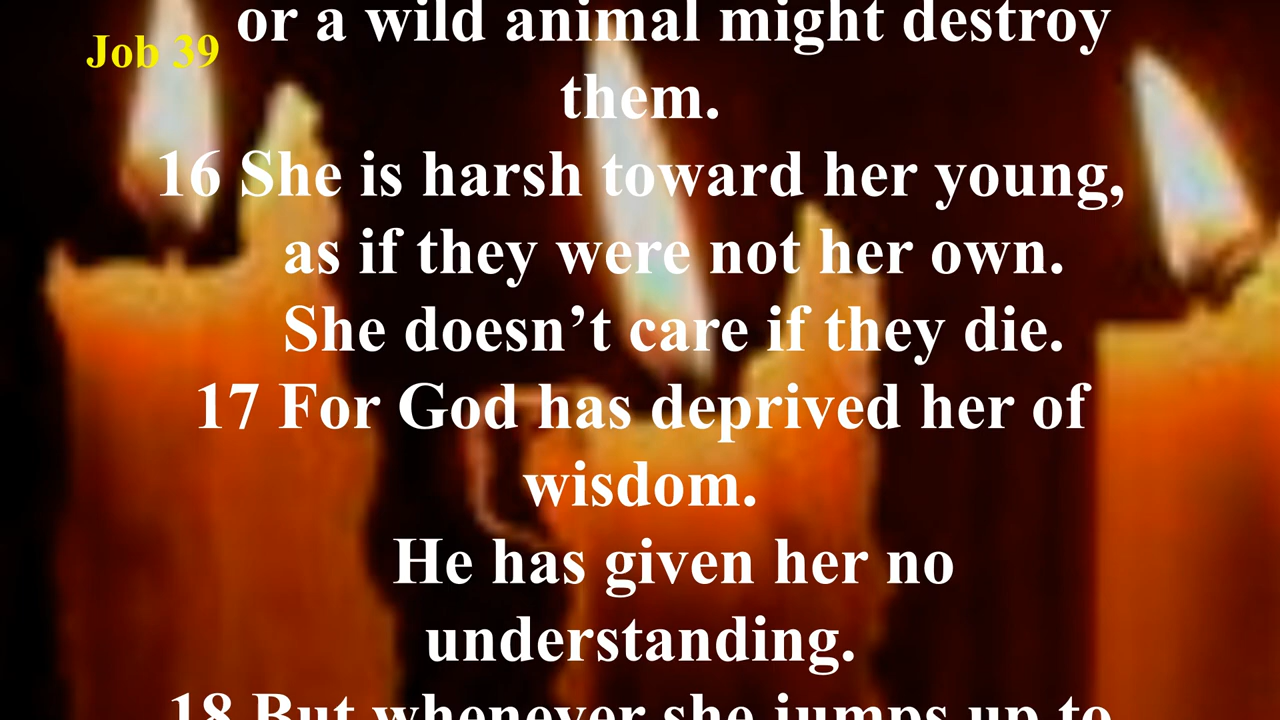 Job 39
or a wild animal might destroy
them.
16 She is harsh toward her young,
as if they were not her own.
She doesn’t care if they die.
17 For God has deprived her of
wisdom.
He has given her no
understanding.
18 But whenever she jumps up to